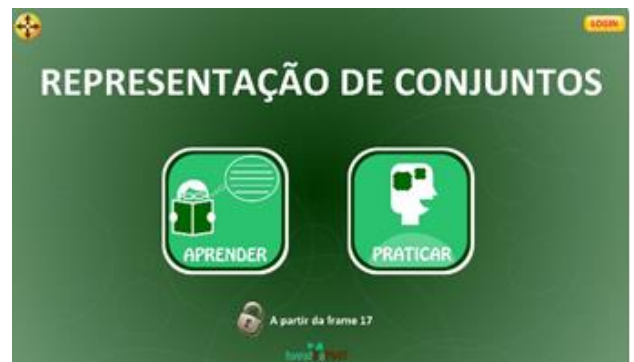 LOGIN
REPRESENTAÇÃO DE CONJUNTOS
APRENDER
PRATICAR
A partir da frame 17